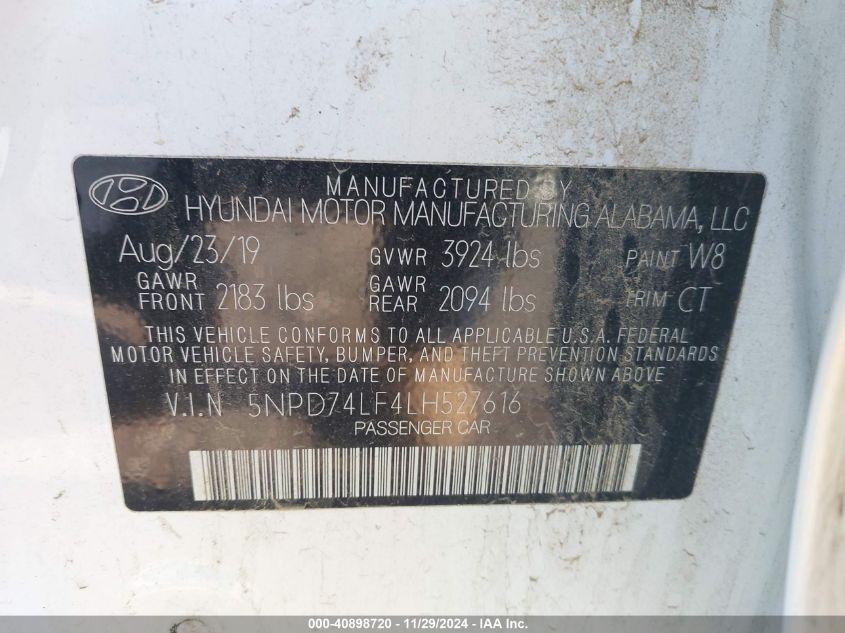 MANUFACTURED BY
HYUNDAI MOTOR MANUFACTURING ALABAMA, LLC
Aug/23/19 GVWR 3924 lbs PAINT W8
GAWR FRONT 2183 lbs GAWR REAR 2094 lbs TRIM CT
THIS VEHICLE CONFORMS TO ALL APPLICABLE U.S.A. FEDERAL
MOTOR VEHICLE SAFETY, BUMPER, AND THEFT PREVENTION STANDARDS
IN EFFECT ON THE DATE OF MANUFACTURE SHOWN ABOVE.
V.I.N 5NPD74LF4LH527616
PASSENGER CAR
000-40898720 - 11/29/2024 - IAA Inc.